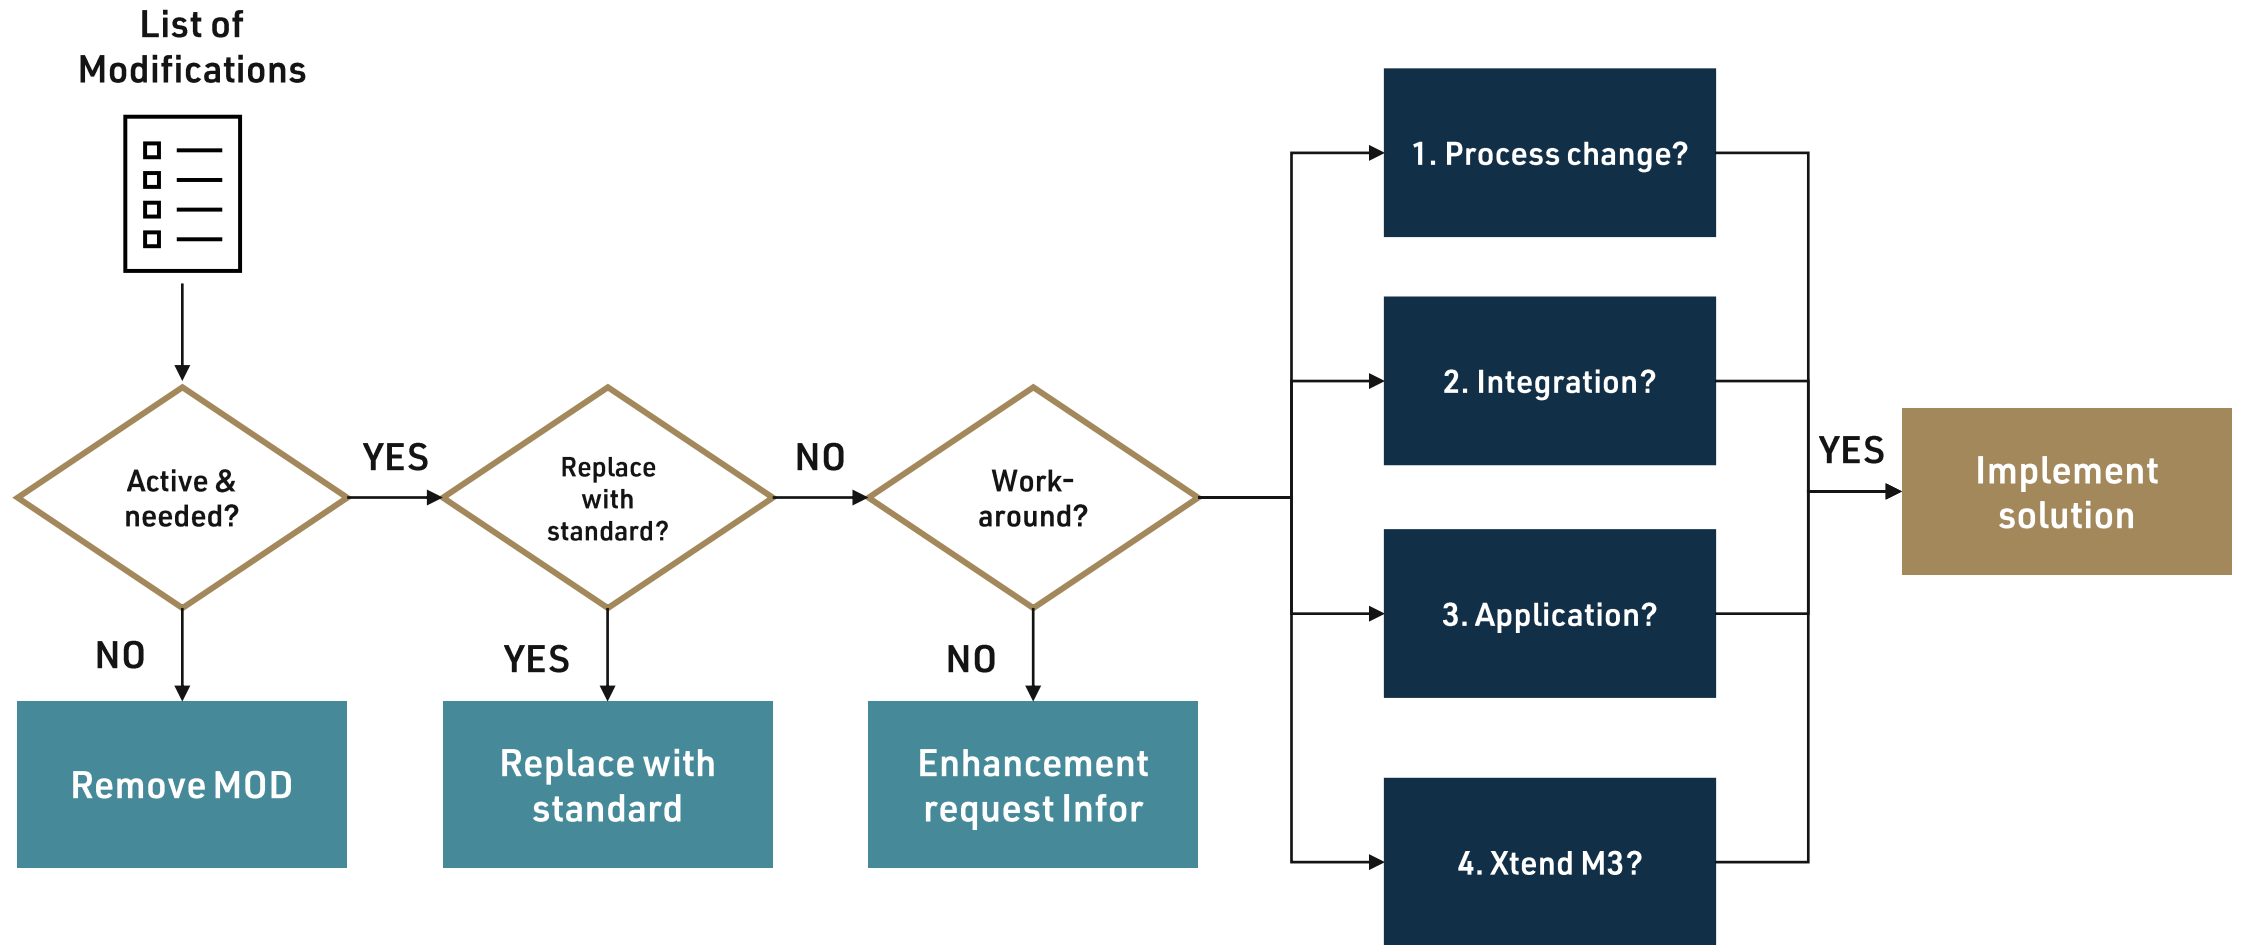 List of
Modifications
Active &
needed?
YES
NO
Remove MOD
Replace
with
standard?
NO
YES
Replace with
standard
Work-
around?
NO
Enhancement
request Infor
1. Process change?
2. Integration?
3. Application?
4. Xtend M3?
YES
Implement
solution